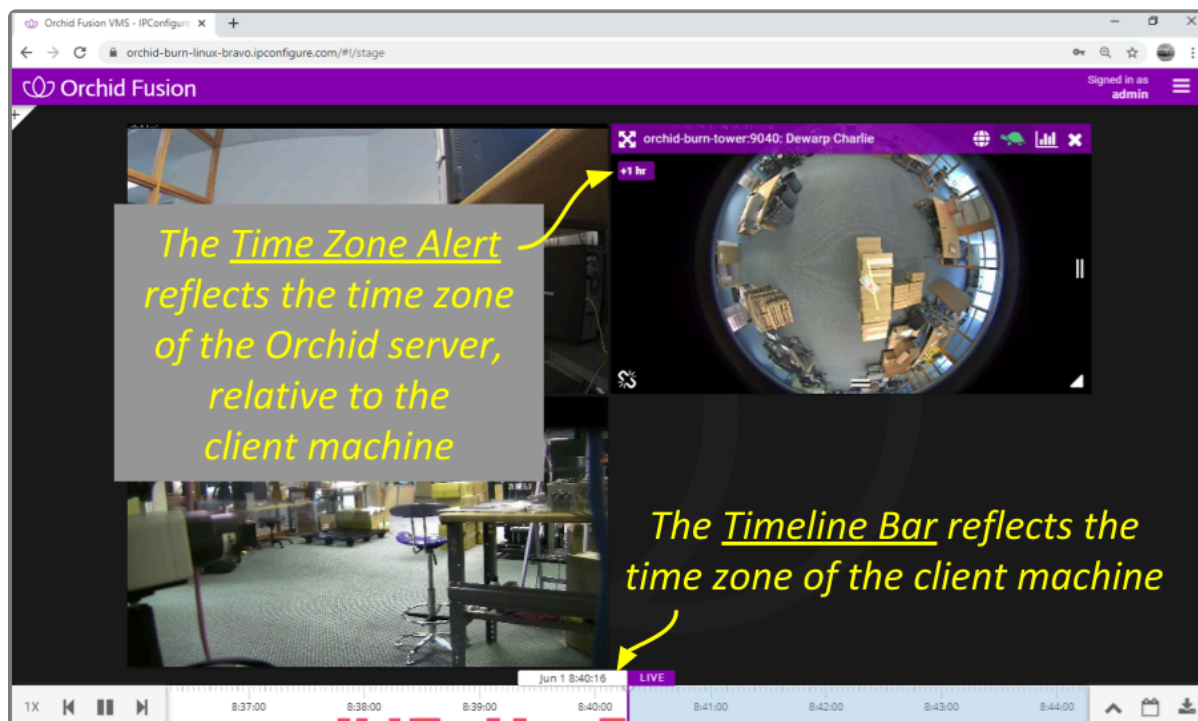 Orchid Fusion VMS - IPConfigure
orchid-burn-linux-bravo.ipconfigure.com/#!/stage
Orchid Fusion
Signed in as
admin
orchid-burn-tower:9040: Dewarp Charlie
+1 hr
The Time Zone Alert
reflects the time zone
of the Orchid server,
relative to the
client machine
The Timeline Bar reflects the
time zone of the client machine
Jun 1 8:40:16
LIVE
1X
8:37:00
8:38:00
8:39:00
8:40:00
8:41:00
8:42:00
8:43:00
8:44:00